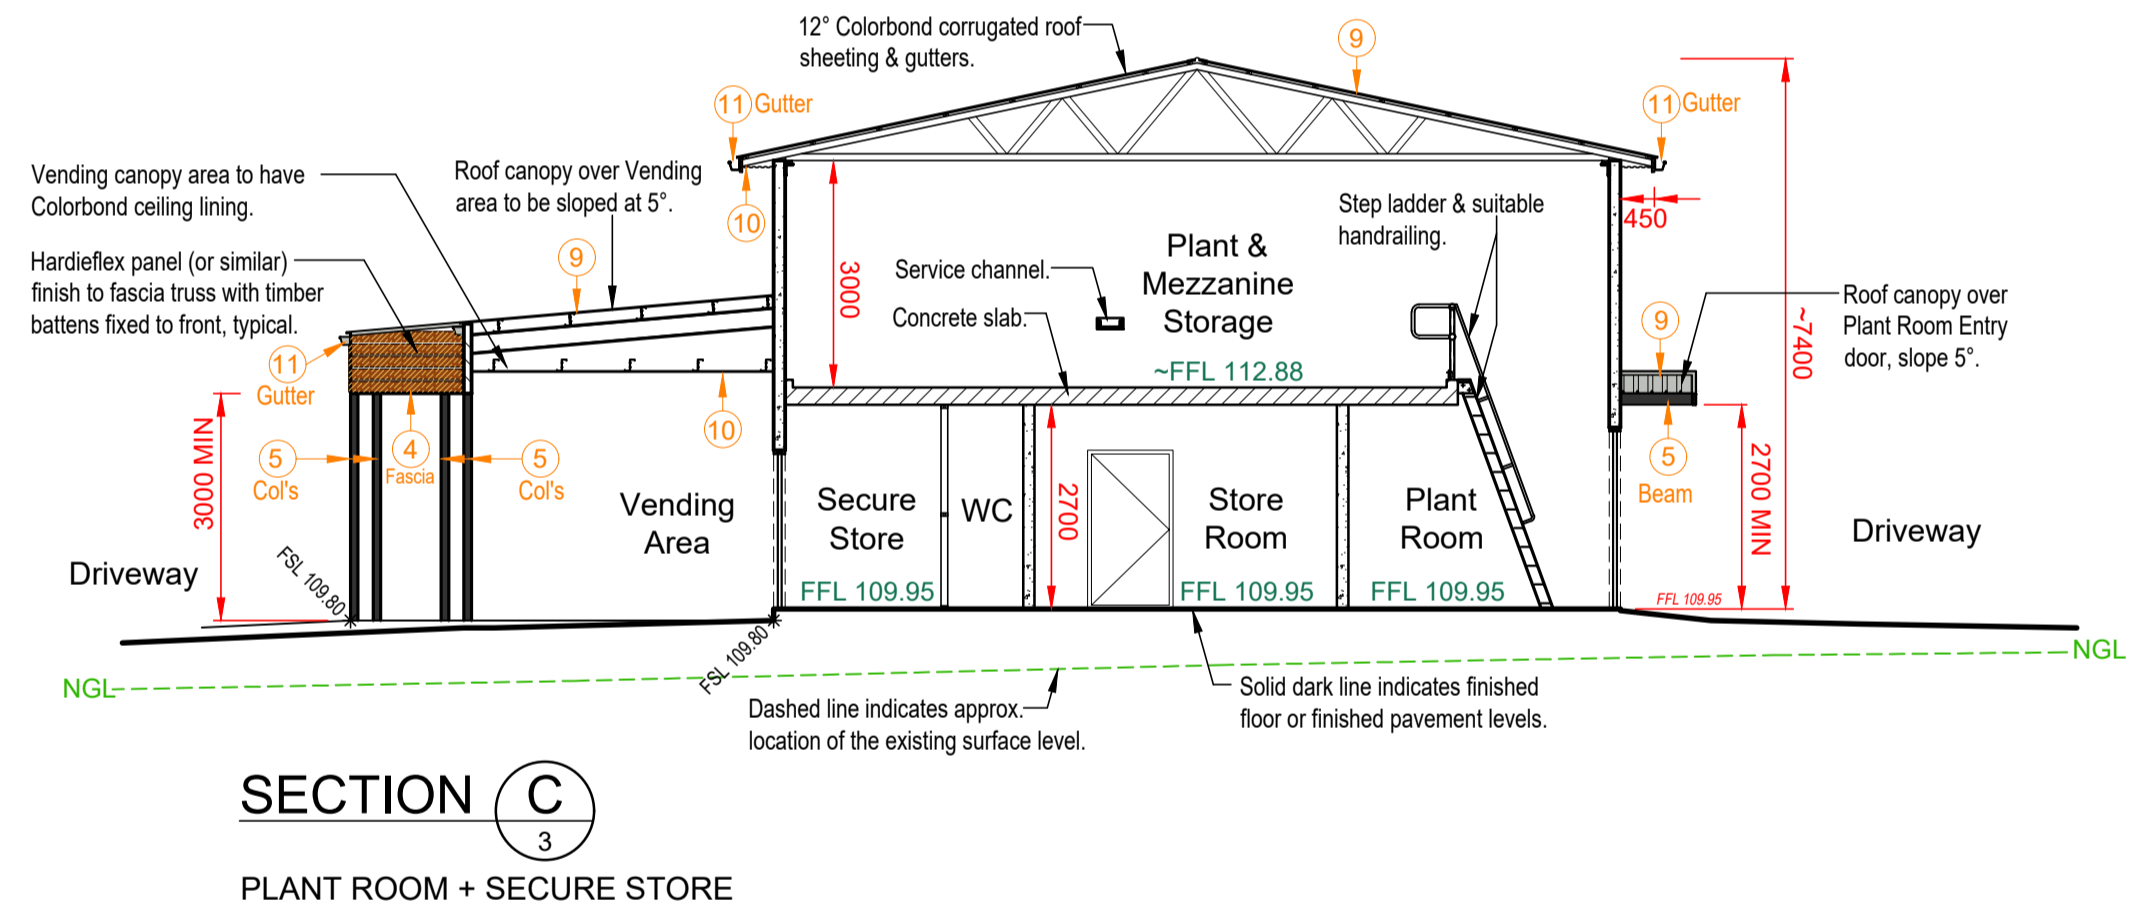 12° Colorbond corrugated roof
sheeting & gutters.
9
11 Gutter
11 Gutter
Vending canopy area to have
Colorbond ceiling lining.
Roof canopy over Vending
area to be sloped at 5°.
10
Step ladder & suitable
handrailing.
450
Hardieflex panel (or similar)
finish to fascia truss with timber
battens fixed to front, typical.
9
3000
Service channel.
Concrete slab.
Plant &
Mezzanine
Storage
~FFL 112.88
9
Roof canopy over
Plant Room Entry
door, slope 5°.
~7400
11
Gutter
10
3000 MIN
5
Col's
4
Fascia
5
Col's
5
Beam
2700 MIN
Vending
Area
Secure
Store
WC
2700
Store
Room
Plant
Room
Driveway
Driveway
FSL 109.80
FFL 109.95
FFL 109.95
FFL 109.95
FFL 109.95
FSL 109.80
NGL
NGL
Dashed line indicates approx.
location of the existing surface level.
Solid dark line indicates finished
floor or finished pavement levels.
SECTION C
3
PLANT ROOM + SECURE STORE